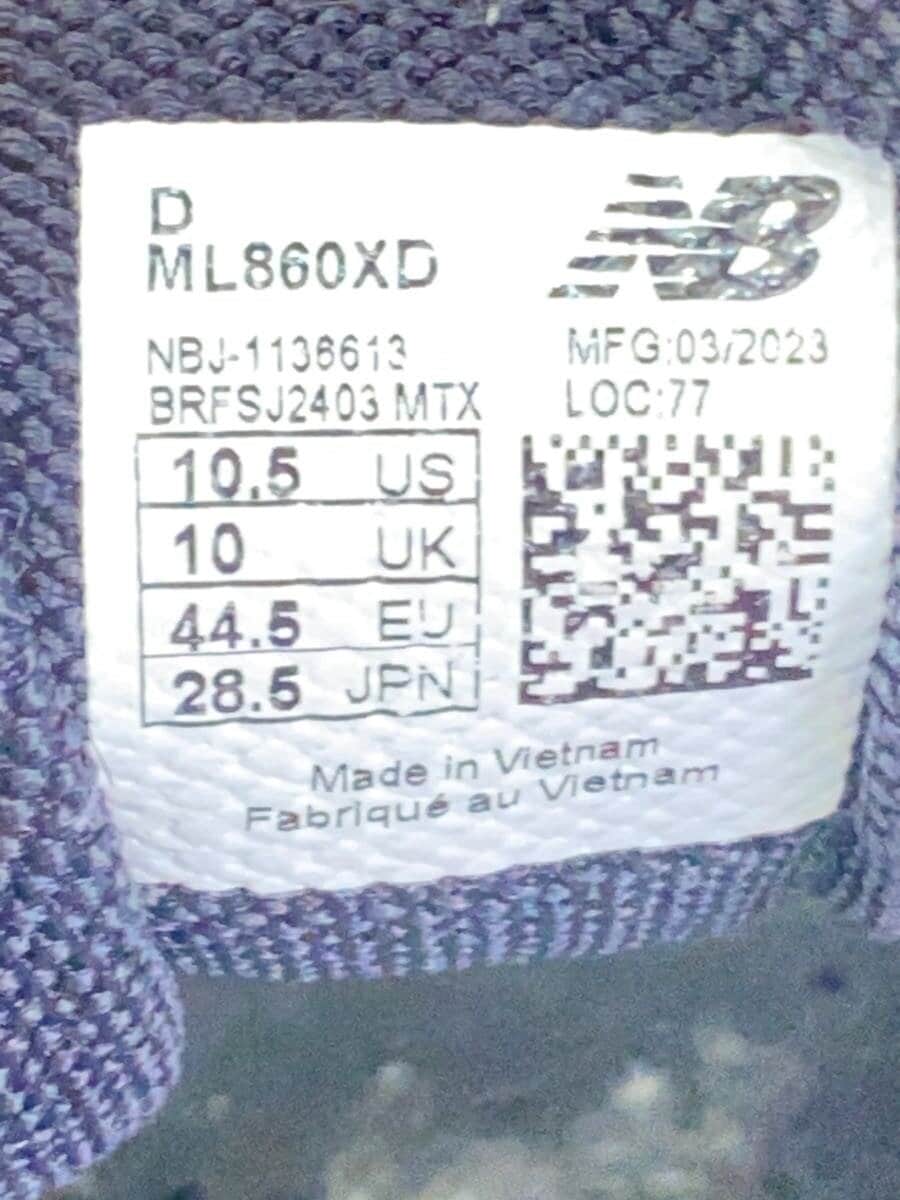 D
ML860XD
NB
NBJ-1136613
BRFSJ2403 MTX
MFG:03/2023
LOC:77
10.5 US
10 UK
44.5 EU
28.5 JPN
Made in Vietnam
Fabriqué au Vietnam